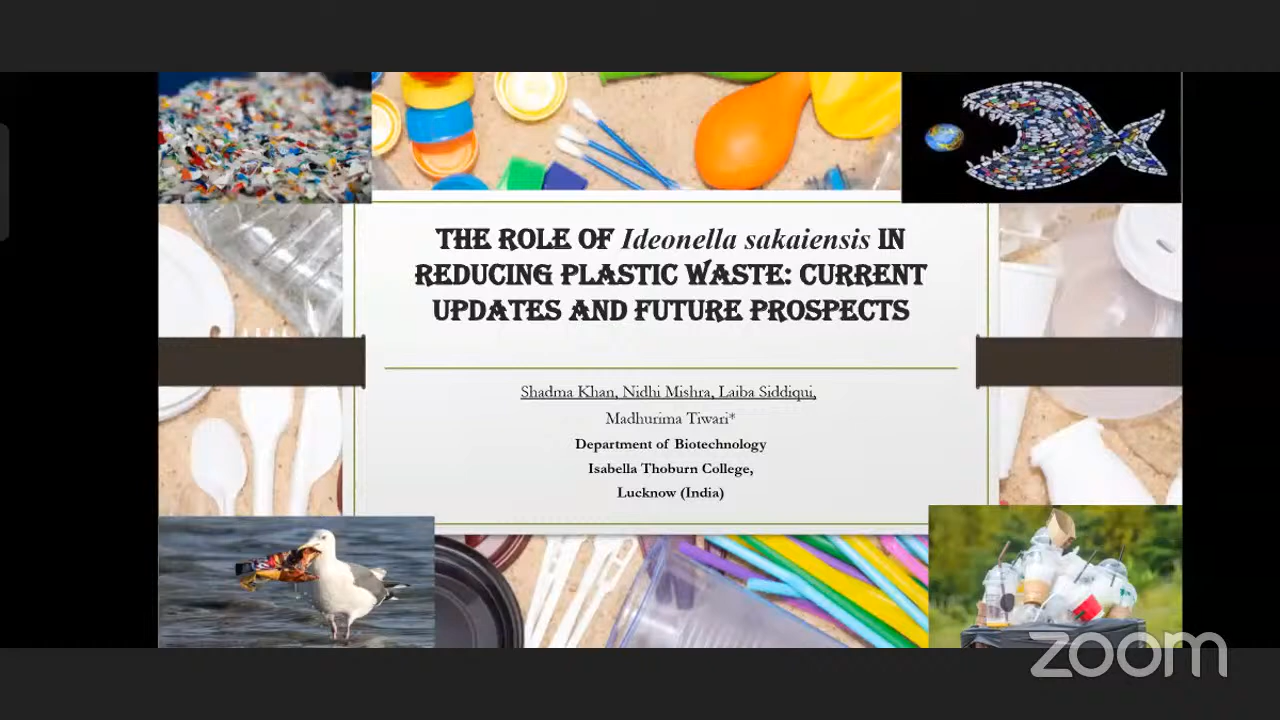 THE ROLE OF Ideonella sakaiensis IN
REDUCING PLASTIC WASTE: CURRENT
UPDATES AND FUTURE PROSPECTS
Shadma Khan, Nidhi Mishra, Laiba Siddiqui,
Madhurima Tiwari*
Department of Biotechnology
Isabella Thoburn College,
Lucknow (India)
zoom